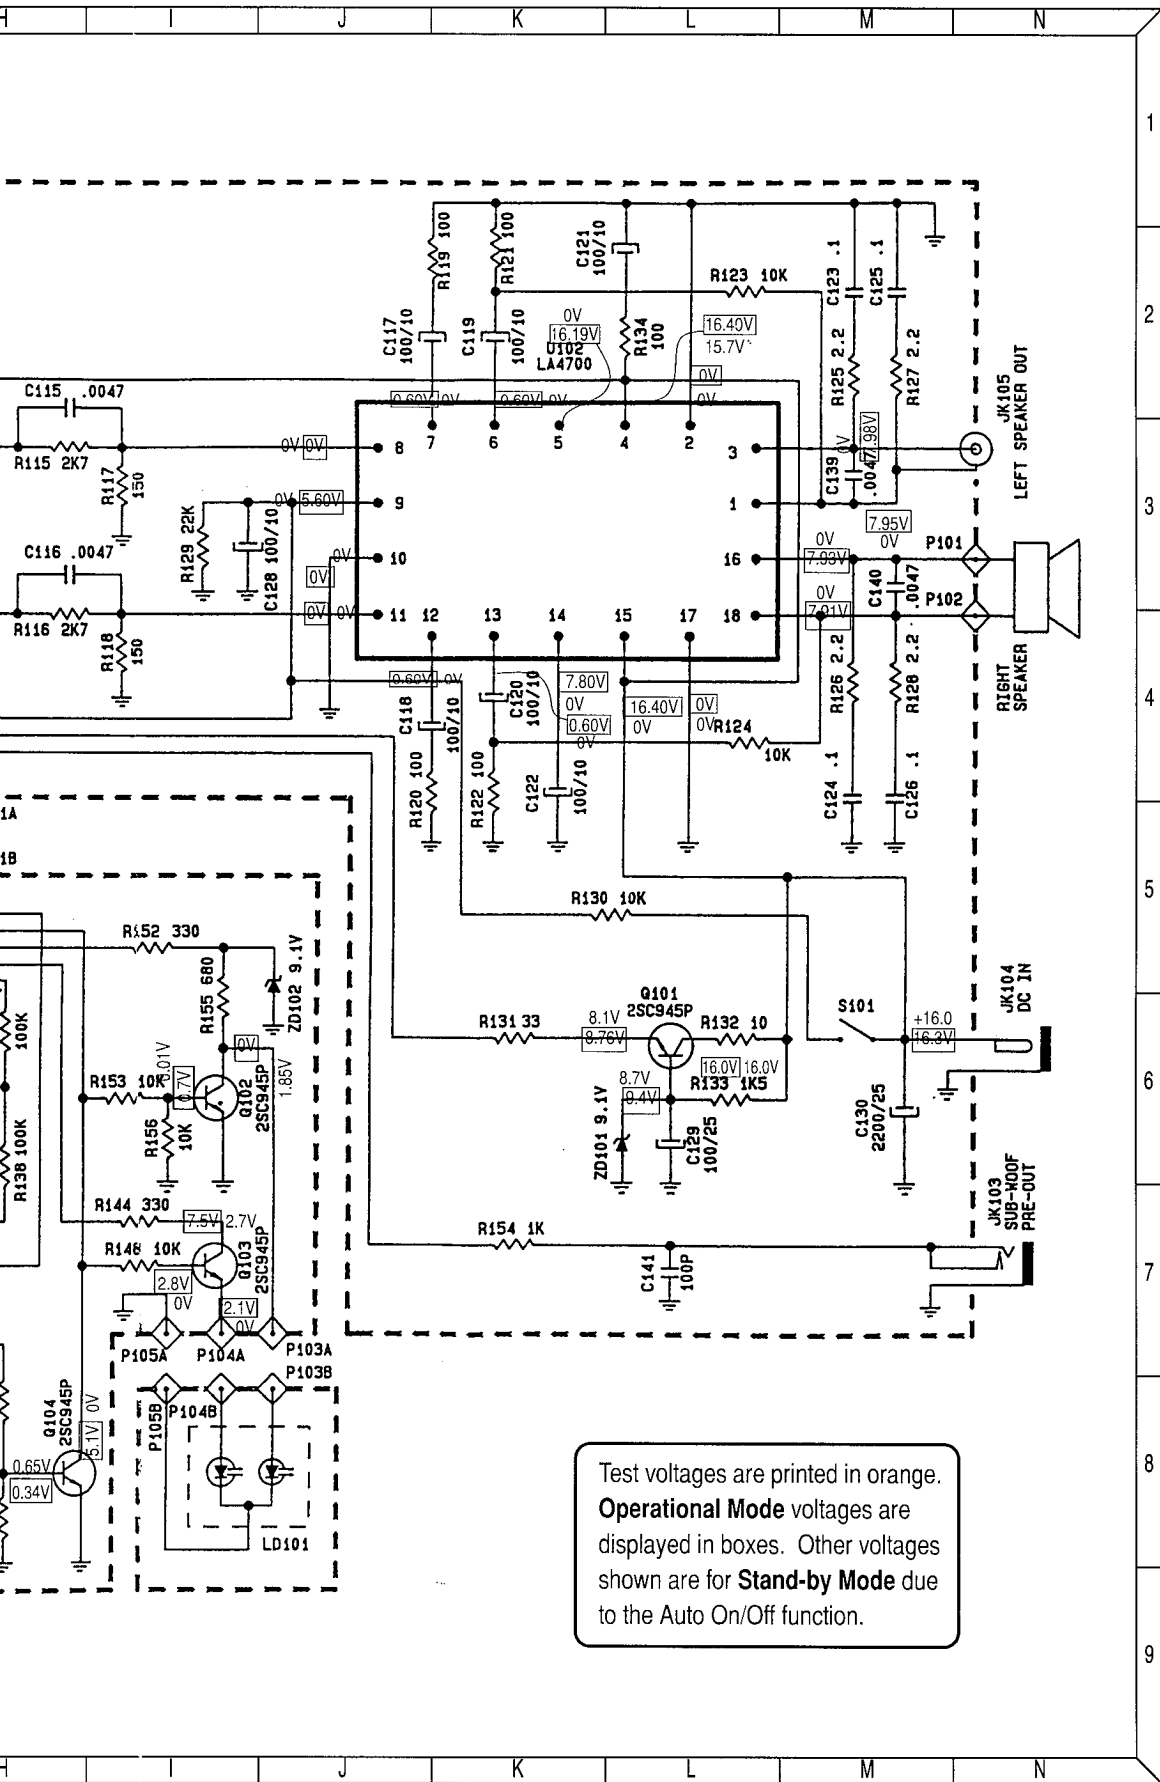 H I J K L M N
1
R119 100
R121 100
C121 100/10
C123 .1
C125 .1
R123 10K
2
C117 100/10
C119 100/10
0V
16.19V
U102
LA4700
R134 100
16.40V
15.7V
R125 2.2
R127 2.2
JK105
LEFT SPEAKER OUT
C115 .0047
0.60V 0V
0.60V 0V
0V
0V
7 6 5 4 2
R115 2K7
R117 150
0V 0V
8
3
0V
7.98V
C139 .0047
3
R129 22K
C128 100/10
0V 5.60V
9
1
7.95V
0V
C116 .0047
0V
10
0V
0V
7.93V
16
C140 .0047
P101
R116 2K7
R118 150
0V 0V
11 12 13 14 15 17 18
0V
7.91V
P102
0.60V 0V
C118 100/10
C120 100/10
7.80V
0V
0.60V
0V
16.40V
0V
0V
0V
R124
10K
R126 2.2
R128 2.2
RIGHT SPEAKER
4
R120 100
R122 100
C122 100/10
C124 .1
C126 .1
1A
1B
R130 10K
5
R152 330
R155 680
ZD102 9.1V
Q101
2SC945P
JK104
DC IN
100K
R131 33
8.1V
8.76V
R132 10
S101
+16.0
16.3V
0V
1.85V
0.01V
0.7V
R153 10K
Q102
2SC945P
16.0V 16.0V
8.7V
9.4V
R133 1K5
6
R138 100K
R156 10K
ZD101 9.1V
C129 100/25
C130 2200/25
R144 330
7.5V 2.7V
R154 1K
JK103
SUB-WOOF
PRE-OUT
R148 10K
Q103
2SC945P
C141 100P
7
2.8V
0V
2.1V
0V
P105A P104A P103A
P103B
P105B
P104B
Q104
2SC945P
5.1V 0V
0.65V
0.34V
LD101
8
Test voltages are printed in orange.
Operational Mode voltages are
displayed in boxes. Other voltages
shown are for Stand-by Mode due
to the Auto On/Off function.
9
H I J K L M N